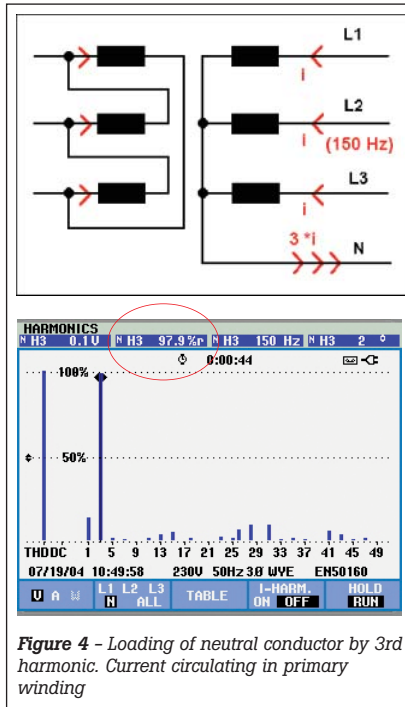 L1
i
L2
i (150 Hz)
L3
i
3 *i
N
HARMONICS
N H3 0.1 V N H3 97.9%r N H3 150 Hz N H3 2 °
0:00:44
100%
50%
THDDC 1 5 9 13 17 21 25 29 33 37 41 45 49
07/19/04 10:49:58 230V 50Hz 3Ø WYE EN50160
V A W L1 L2 L3 N ALL TABLE I-HARM. ON OFF HOLD RUN
Figure 4 – Loading of neutral conductor by 3rd
harmonic. Current circulating in primary
winding